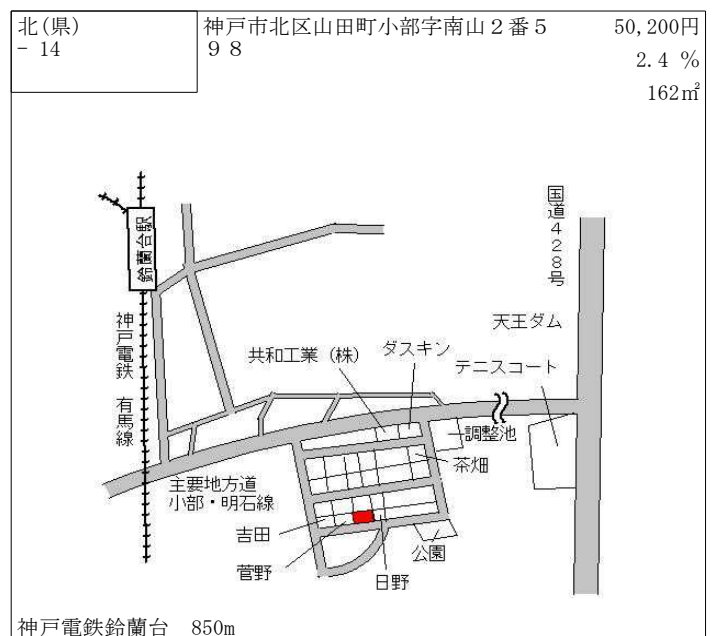 北(県)
- 14
神戸市北区山田町小部字南山２番５
９８
50,200円
2.4 %
162㎡
国道428号
鈴蘭台駅
天王ダム
神戸電鉄 有馬線
共和工業（株）
ダスキン
テニスコート
調整池
茶畑
主要地方道
小部・明石線
吉田
菅野
日野
公園
神戸電鉄鈴蘭台　850m